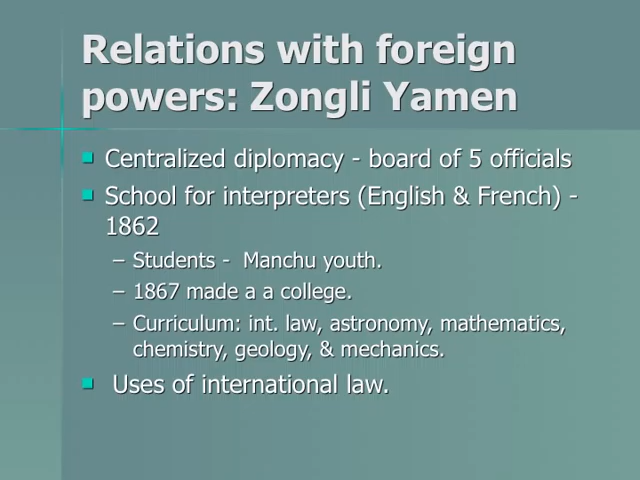 Relations with foreign
powers: Zongli Yamen
Centralized diplomacy - board of 5 officials
School for interpreters (English & French) -
1862
– Students - Manchu youth.
– 1867 made a a college.
– Curriculum: int. law, astronomy, mathematics,
chemistry, geology, & mechanics.
Uses of international law.